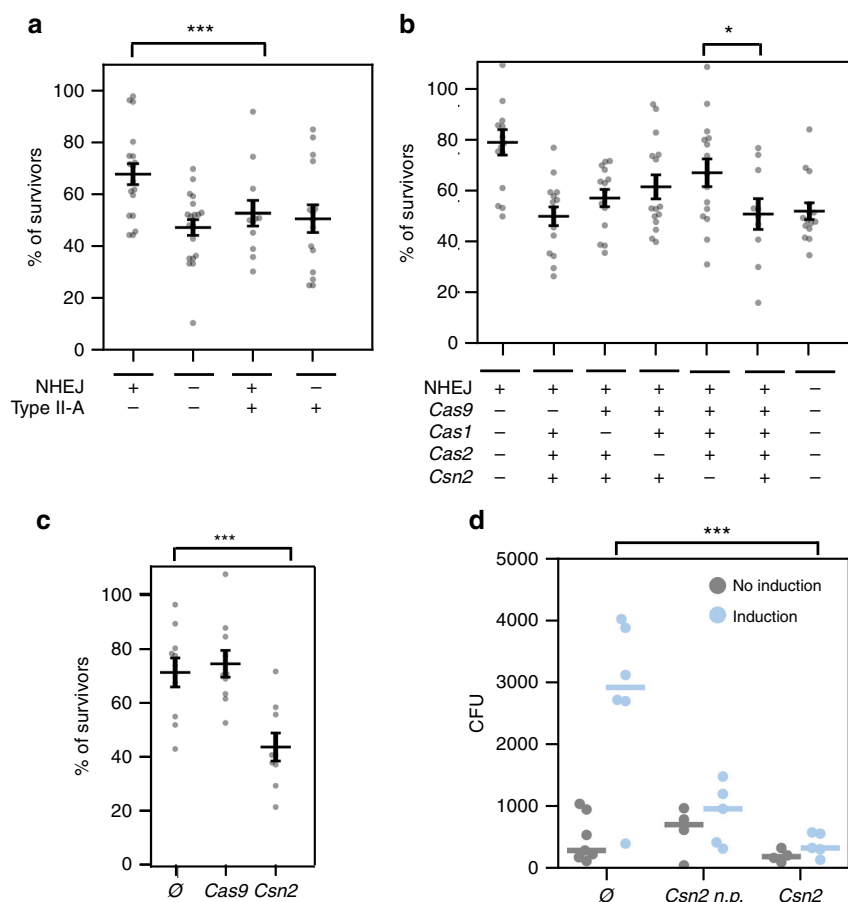 a
***
100
80
60
40
20
0
% of survivors
NHEJ + − + −
Type II-A − − + +
b
*
100
80
60
40
20
0
% of survivors
NHEJ + + + + + + −
Cas9 − − + + + + −
Cas1 − + − + + + −
Cas2 − + + − + + −
Csn2 − + + + − + −
c
***
100
80
60
40
20
0
% of survivors
Ø Cas9 Csn2
d
***
5000
4000
3000
2000
1000
0
CFU
No induction
Induction
Ø Csn2 n.p. Csn2